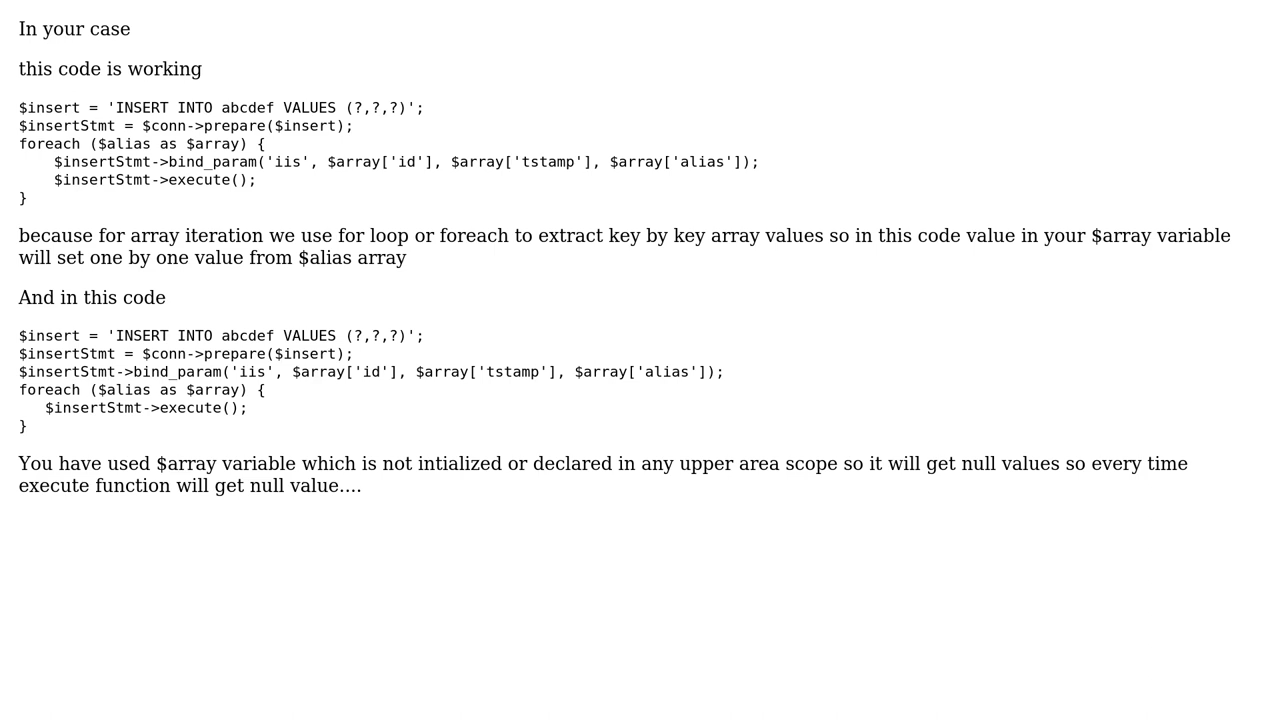 In your case
this code is working
$insert = 'INSERT INTO abcdef VALUES (?,?,?)';
$insertStmt = $conn->prepare($insert);
foreach ($alias as $array) {
    $insertStmt->bind_param('iis', $array['id'], $array['tstamp'], $array['alias']);
    $insertStmt->execute();
}
because for array iteration we use for loop or foreach to extract key by key array values so in this code value in your $array variable
will set one by one value from $alias array
And in this code
$insert = 'INSERT INTO abcdef VALUES (?,?,?)';
$insertStmt = $conn->prepare($insert);
$insertStmt->bind_param('iis', $array['id'], $array['tstamp'], $array['alias']);
foreach ($alias as $array) {
   $insertStmt->execute();
}
You have used $array variable which is not intialized or declared in any upper area scope so it will get null values so every time
execute function will get null value....